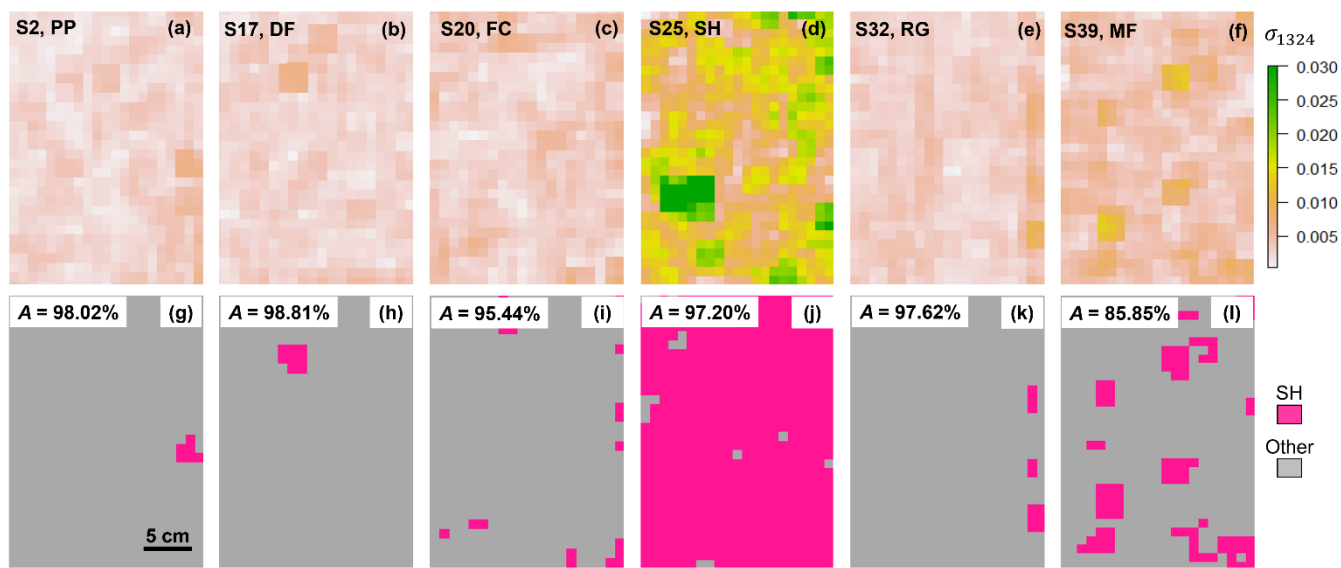 S2, PP (a)
S17, DF (b)
S20, FC (c)
S25, SH (d)
S32, RG (e)
S39, MF (f)
σ1324
0.030
0.025
0.020
0.015
0.010
0.005
A = 98.02% (g)
A = 98.81% (h)
A = 95.44% (i)
A = 97.20% (j)
A = 97.62% (k)
A = 85.85% (l)
5 cm
SH
Other